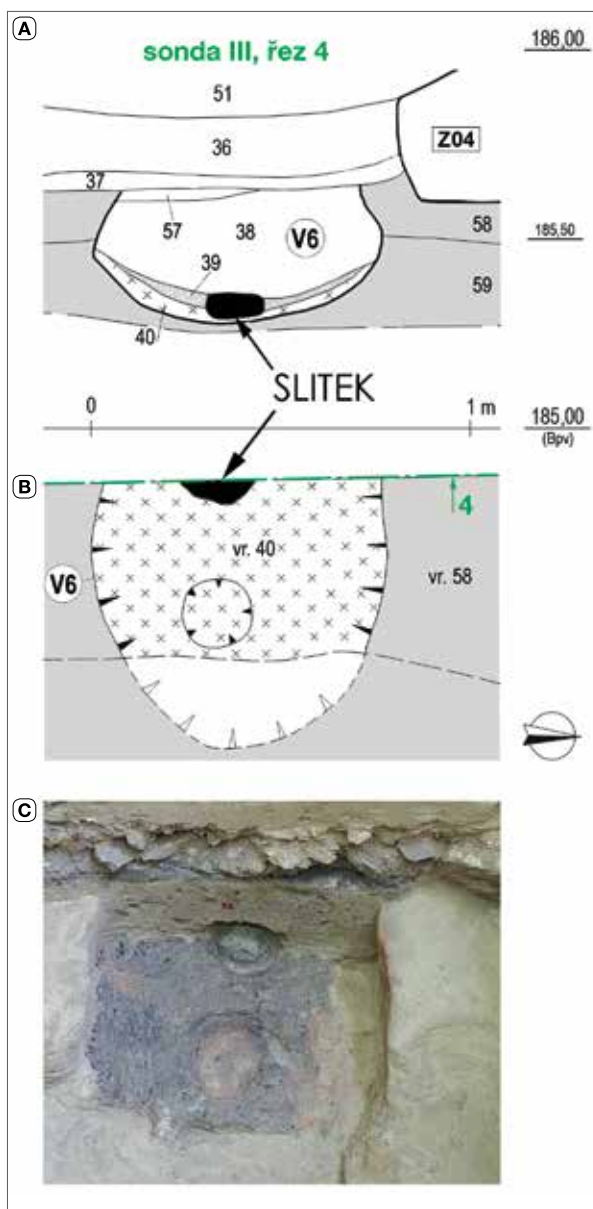 A
sonda III, řez 4
186,00
51
36
Z04
37
57
38
V6
58
185,50
39
59
40
SLITEK
0
1 m
185,00
(Bpv)
B
4
vr. 40
V6
vr. 58
C